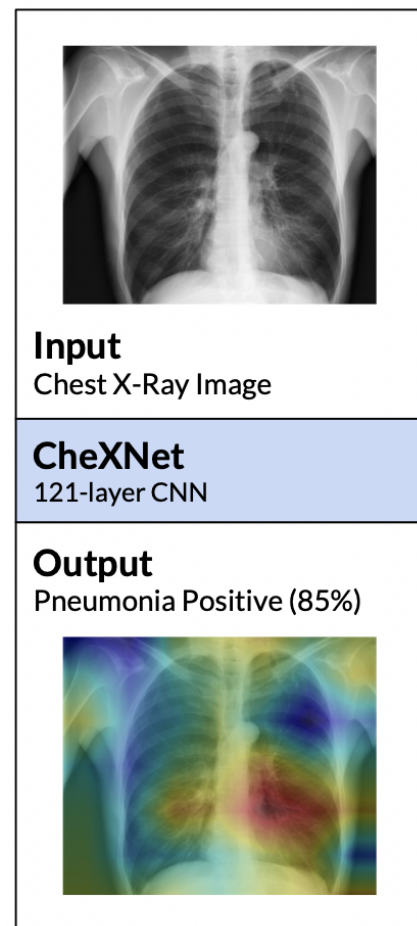 Input
Chest X-Ray Image
CheXNet
121-layer CNN
Output
Pneumonia Positive (85%)